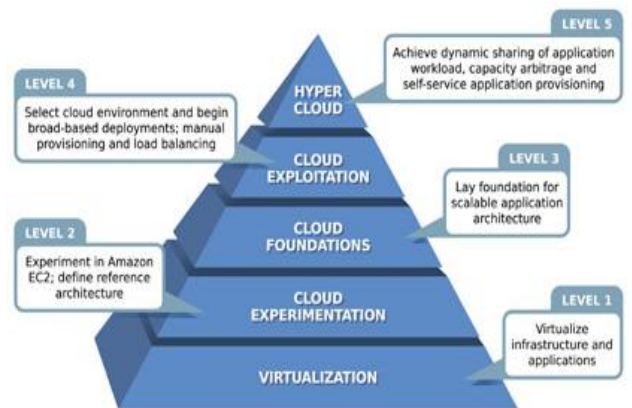 LEVEL 5
Achieve dynamic sharing of application
workload, capacity arbitrage and
self-service application provisioning
HYPER
CLOUD
LEVEL 4
Select cloud environment and begin
broad-based deployments; manual
provisioning and load balancing
CLOUD
EXPLOITATION
LEVEL 3
Lay foundation for
scalable application
architecture
CLOUD
FOUNDATIONS
LEVEL 2
Experiment in Amazon
EC2; define reference
architecture
CLOUD
EXPERIMENTATION
LEVEL 1
Virtualize
infrastructure and
applications
VIRTUALIZATION